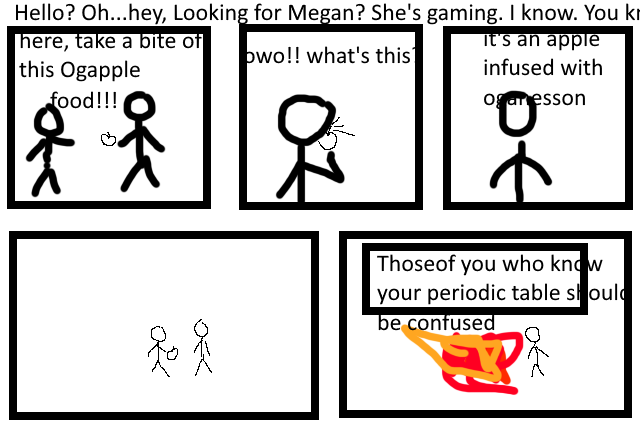 Hello? Oh...hey, Looking for Megan? She's gaming. I know. You kn
here, take a bite of
this Ogapple
food!!!
owo!! what's this?
it's an apple
infused with
oganesson
Thoseof you who know
your periodic table should
be confused